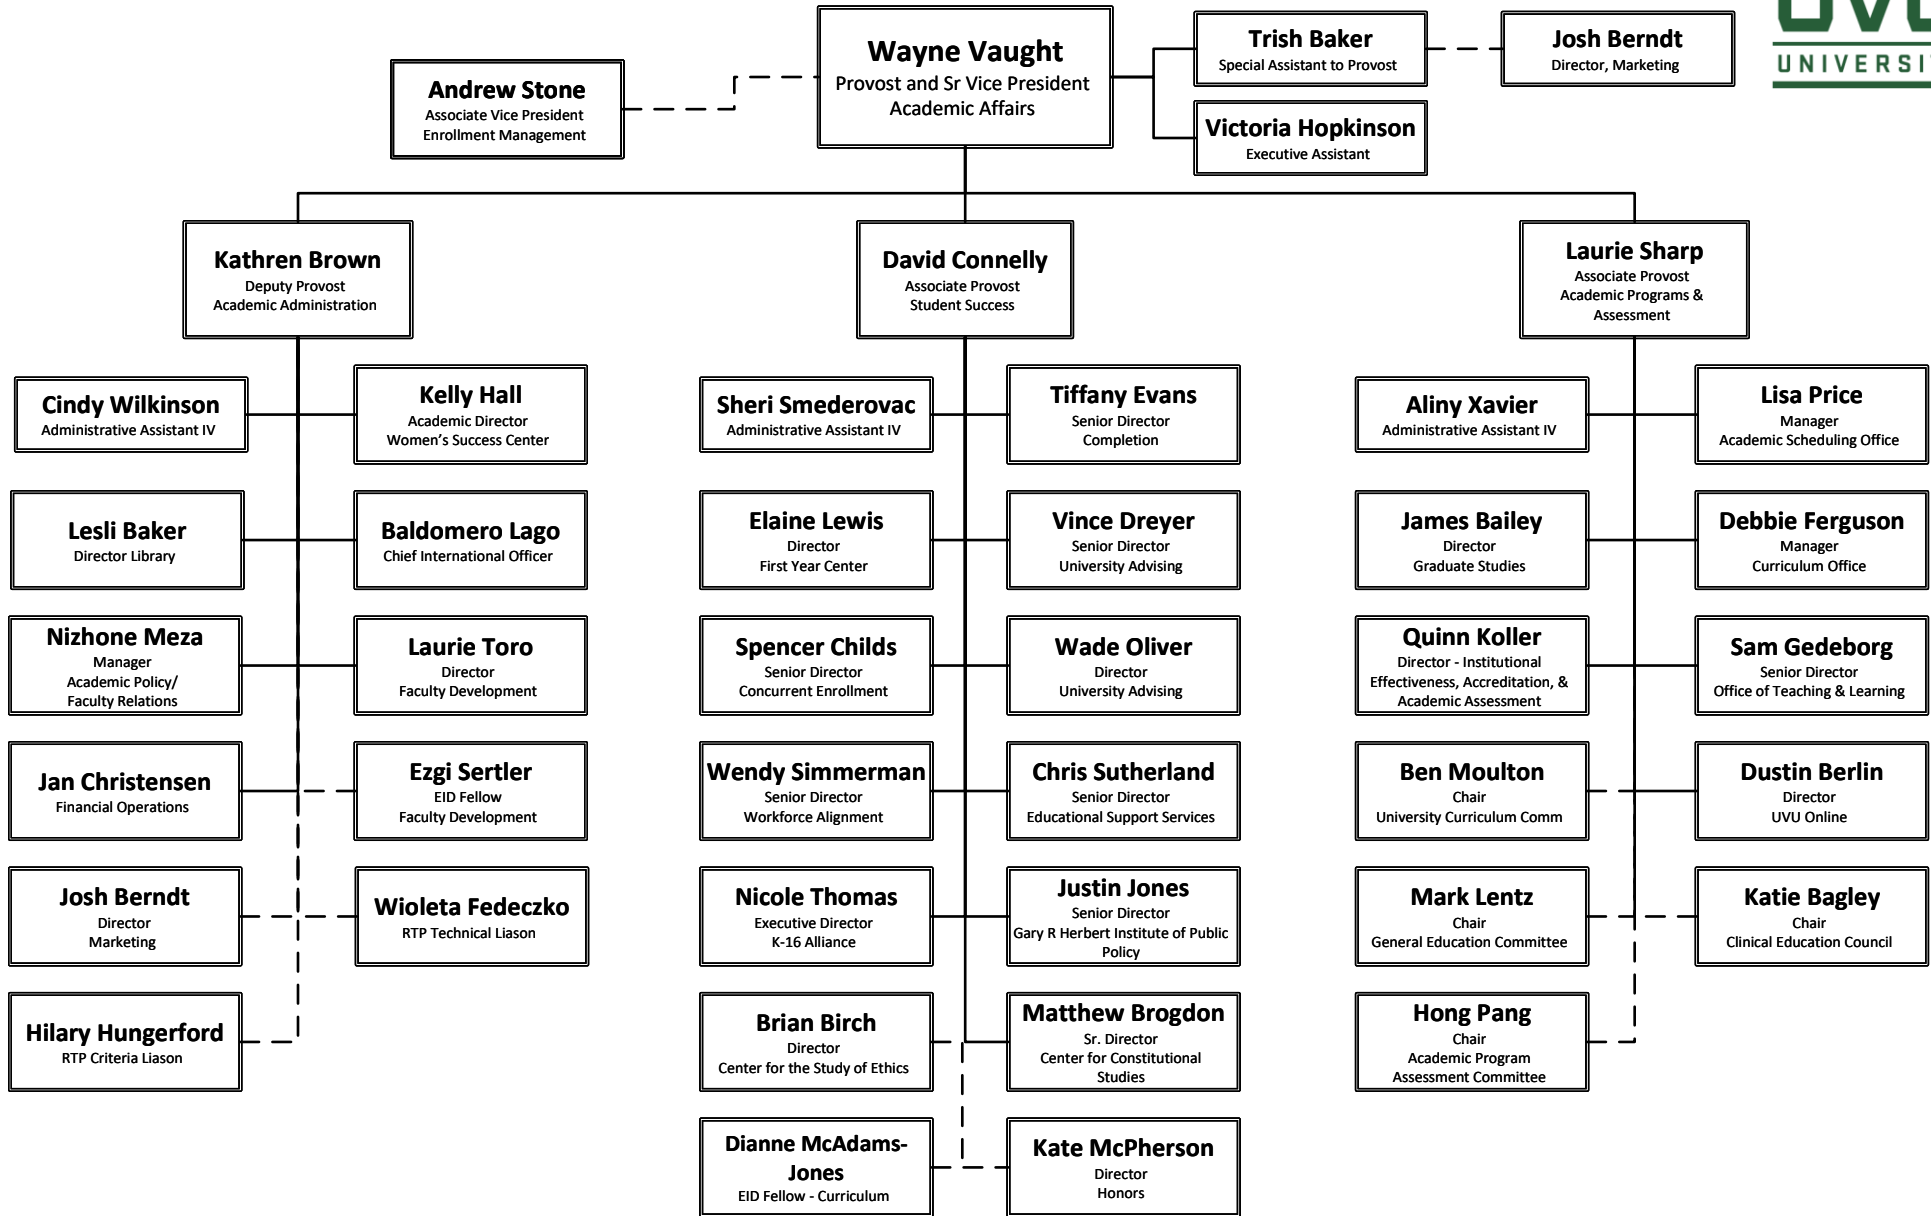 Wayne Vaught
Provost and Sr Vice President
Academic Affairs
Trish Baker
Special Assistant to Provost
Josh Berndt
Director, Marketing
Andrew Stone
Associate Vice President
Enrollment Management
Victoria Hopkinson
Executive Assistant
Kathren Brown
Deputy Provost
Academic Administration
David Connelly
Associate Provost
Student Success
Laurie Sharp
Associate Provost
Academic Programs &
Assessment
Cindy Wilkinson
Administrative Assistant IV
Kelly Hall
Academic Director
Women's Success Center
Lesli Baker
Director Library
Baldomero Lago
Chief International Officer
Nizhone Meza
Manager
Academic Policy/
Faculty Relations
Laurie Toro
Director
Faculty Development
Jan Christensen
Financial Operations
Ezgi Sertler
EID Fellow
Faculty Development
Josh Berndt
Director
Marketing
Wioleta Fedeczko
RTP Technical Liason
Hilary Hungerford
RTP Criteria Liason
Sheri Smederovac
Administrative Assistant IV
Tiffany Evans
Senior Director
Completion
Elaine Lewis
Director
First Year Center
Vince Dreyer
Senior Director
University Advising
Spencer Childs
Senior Director
Concurrent Enrollment
Wade Oliver
Director
University Advising
Wendy Simmerman
Senior Director
Workforce Alignment
Chris Sutherland
Senior Director
Educational Support Services
Nicole Thomas
Executive Director
K-16 Alliance
Justin Jones
Senior Director
Gary R Herbert Institute of Public
Policy
Brian Birch
Director
Center for the Study of Ethics
Matthew Brogdon
Sr. Director
Center for Constitutional
Studies
Dianne McAdams-
Jones
EID Fellow - Curriculum
Kate McPherson
Director
Honors
Aliny Xavier
Administrative Assistant IV
Lisa Price
Manager
Academic Scheduling Office
James Bailey
Director
Graduate Studies
Debbie Ferguson
Manager
Curriculum Office
Quinn Koller
Director - Institutional
Effectiveness, Accreditation, &
Academic Assessment
Sam Gedeborg
Senior Director
Office of Teaching & Learning
Ben Moulton
Chair
University Curriculum Comm
Dustin Berlin
Director
UVU Online
Mark Lentz
Chair
General Education Committee
Katie Bagley
Chair
Clinical Education Council
Hong Pang
Chair
Academic Program
Assessment Committee